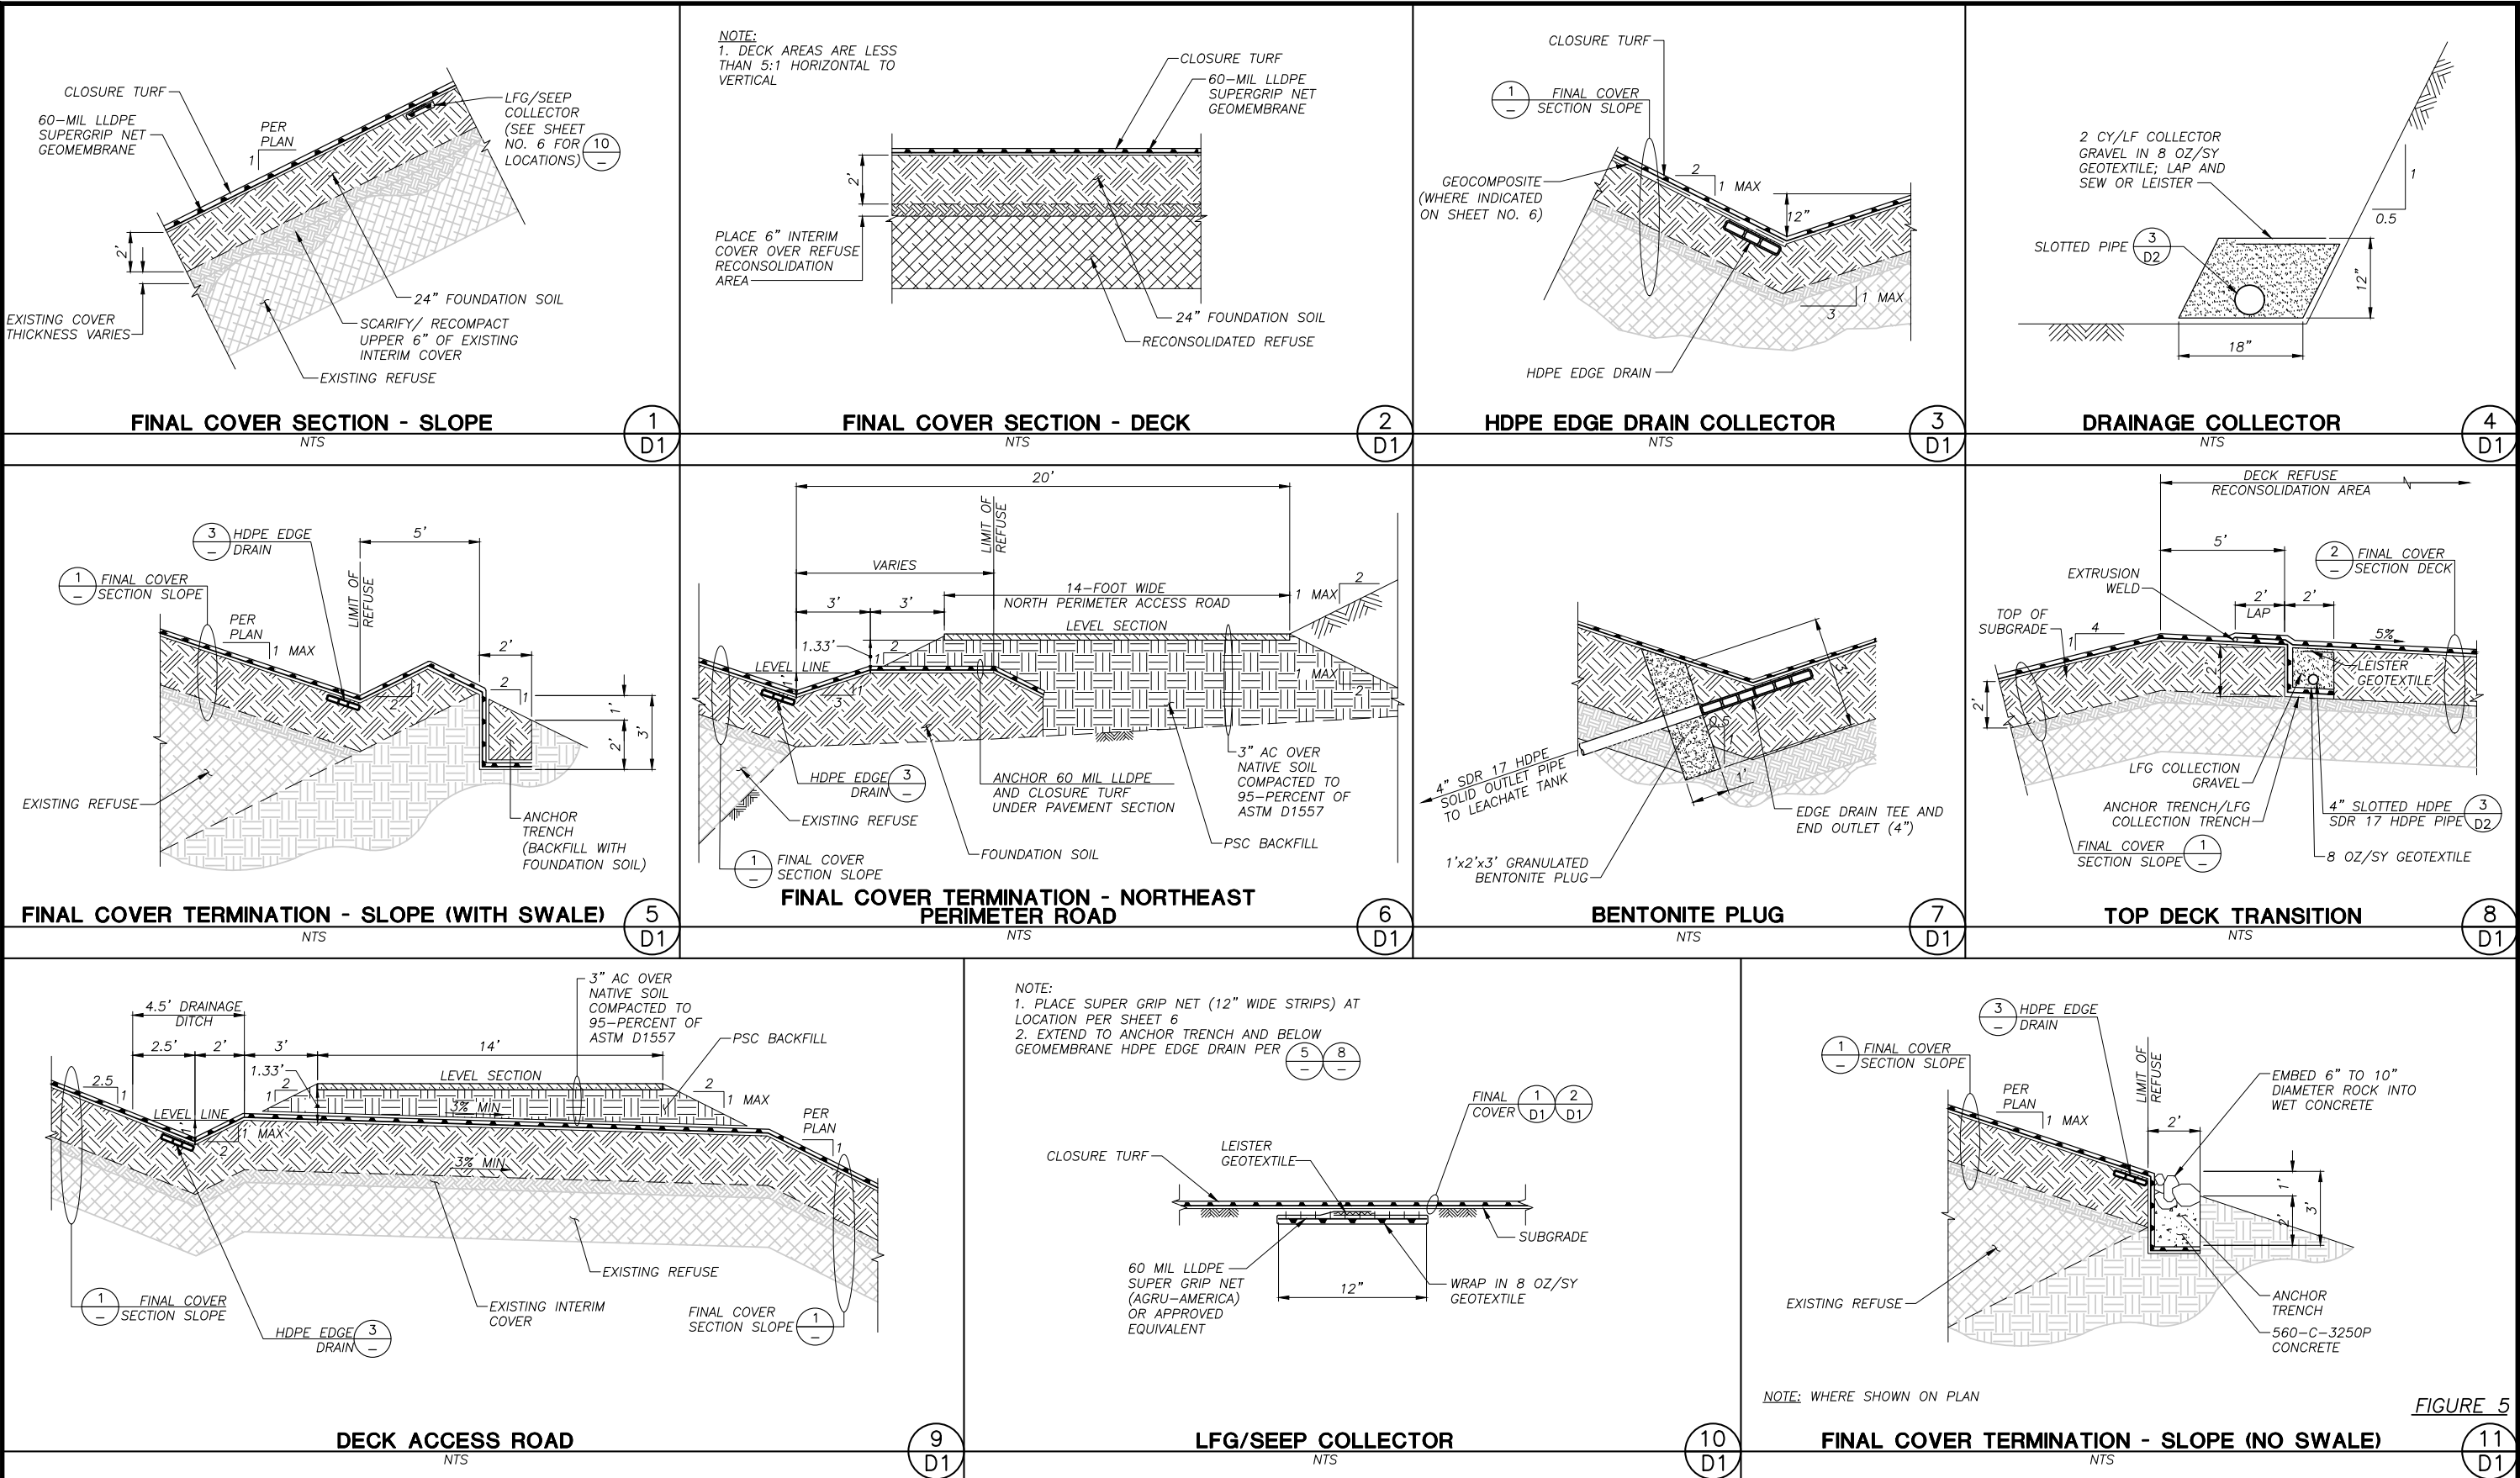 CLOSURE TURF
60-MIL LLDPE
SUPERGRIP NET
GEOMEMBRANE
PER
PLAN
1
LFG/SEEP
COLLECTOR
(SEE SHEET
NO. 6 FOR
LOCATIONS)
10
–
2'
EXISTING COVER
THICKNESS VARIES
24" FOUNDATION SOIL
SCARIFY/ RECOMPACT
UPPER 6" OF EXISTING
INTERIM COVER
EXISTING REFUSE
FINAL COVER SECTION - SLOPE
NTS
1
D1
NOTE:
1. DECK AREAS ARE LESS
THAN 5:1 HORIZONTAL TO
VERTICAL
CLOSURE TURF
60-MIL LLDPE
SUPERGRIP NET
GEOMEMBRANE
2'
PLACE 6" INTERIM
COVER OVER REFUSE
RECONSOLIDATION
AREA
24" FOUNDATION SOIL
RECONSOLIDATED REFUSE
FINAL COVER SECTION - DECK
NTS
2
D1
CLOSURE TURF
1
–
FINAL COVER
SECTION SLOPE
GEOCOMPOSITE
(WHERE INDICATED
ON SHEET NO. 6)
2
1 MAX
12"
1 MAX
3
HDPE EDGE DRAIN
HDPE EDGE DRAIN COLLECTOR
NTS
3
D1
2 CY/LF COLLECTOR
GRAVEL IN 8 OZ/SY
GEOTEXTILE; LAP AND
SEW OR LEISTER
1
0.5
SLOTTED PIPE
3
D2
12"
18"
DRAINAGE COLLECTOR
NTS
4
D1
3
–
HDPE EDGE
DRAIN
5'
1
–
FINAL COVER
SECTION SLOPE
LIMIT OF
REFUSE
PER
PLAN
1 MAX
2'
1
2
2
1
1'
2'
3'
EXISTING REFUSE
ANCHOR
TRENCH
(BACKFILL WITH
FOUNDATION SOIL)
FINAL COVER TERMINATION - SLOPE (WITH SWALE)
NTS
5
D1
20'
LIMIT OF
REFUSE
VARIES
14-FOOT WIDE
NORTH PERIMETER ACCESS ROAD
2
1 MAX
3'
3'
LEVEL SECTION
1.33'
2
1
LEVEL LINE
1'
1
3
1 MAX
2
HDPE EDGE
DRAIN
3
–
ANCHOR 60 MIL LLDPE
AND CLOSURE TURF
UNDER PAVEMENT SECTION
3" AC OVER
NATIVE SOIL
COMPACTED TO
95-PERCENT OF
ASTM D1557
EXISTING REFUSE
PSC BACKFILL
FOUNDATION SOIL
1
–
FINAL COVER
SECTION SLOPE
FINAL COVER TERMINATION - NORTHEAST
PERIMETER ROAD
NTS
6
D1
3'
0.5
1
1'
4" SDR 17 HDPE
SOLID OUTLET PIPE
TO LEACHATE TANK
EDGE DRAIN TEE AND
END OUTLET (4")
1'x2'x3' GRANULATED
BENTONITE PLUG
BENTONITE PLUG
NTS
7
D1
DECK REFUSE
RECONSOLIDATION AREA
5'
2
–
FINAL COVER
SECTION DECK
EXTRUSION
WELD
2'
LAP
2'
TOP OF
SUBGRADE
4
1
5%
LEISTER
GEOTEXTILE
2'
2'
LFG COLLECTION
GRAVEL
ANCHOR TRENCH/LFG
COLLECTION TRENCH
4" SLOTTED HDPE
SDR 17 HDPE PIPE
3
D2
FINAL COVER
SECTION SLOPE
1
–
8 OZ/SY GEOTEXTILE
TOP DECK TRANSITION
NTS
8
D1
3" AC OVER
NATIVE SOIL
COMPACTED TO
95-PERCENT OF
ASTM D1557
4.5' DRAINAGE
DITCH
2.5'
2'
3'
14'
PSC BACKFILL
1.33'
LEVEL SECTION
2.5
1
2
1
2
1 MAX
LEVEL LINE
1'
3% MIN
1 MAX
2
PER
PLAN
1
3% MIN
EXISTING REFUSE
EXISTING INTERIM
COVER
1
–
FINAL COVER
SECTION SLOPE
FINAL COVER
SECTION SLOPE
1
–
HDPE EDGE
DRAIN
3
–
DECK ACCESS ROAD
NTS
9
D1
NOTE:
1. PLACE SUPER GRIP NET (12" WIDE STRIPS) AT
LOCATION PER SHEET 6
2. EXTEND TO ANCHOR TRENCH AND BELOW
GEOMEMBRANE HDPE EDGE DRAIN PER
5
–
8
–
FINAL
COVER
1
D1
2
D1
CLOSURE TURF
LEISTER
GEOTEXTILE
SUBGRADE
60 MIL LLDPE
SUPER GRIP NET
(AGRU-AMERICA)
OR APPROVED
EQUIVALENT
12"
WRAP IN 8 OZ/SY
GEOTEXTILE
LFG/SEEP COLLECTOR
NTS
10
D1
3
–
HDPE EDGE
DRAIN
1
–
FINAL COVER
SECTION SLOPE
LIMIT OF
REFUSE
EMBED 6" TO 10"
DIAMETER ROCK INTO
WET CONCRETE
PER
PLAN
1 MAX
2'
1'
2'
3'
EXISTING REFUSE
ANCHOR
TRENCH
560-C-3250P
CONCRETE
NOTE: WHERE SHOWN ON PLAN
FIGURE 5
FINAL COVER TERMINATION - SLOPE (NO SWALE)
NTS
11
D1